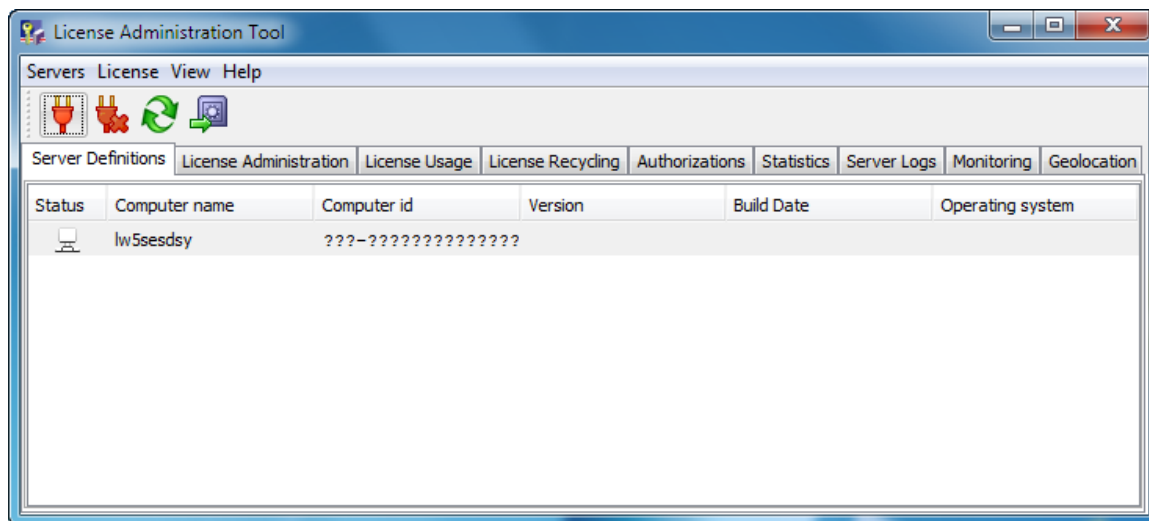 License Administration Tool
Servers License View Help
Server Definitions License Administration License Usage License Recycling Authorizations Statistics Server Logs Monitoring Geolocation
Status Computer name Computer id Version Build Date Operating system
lw5sesdsy ???-??????????????